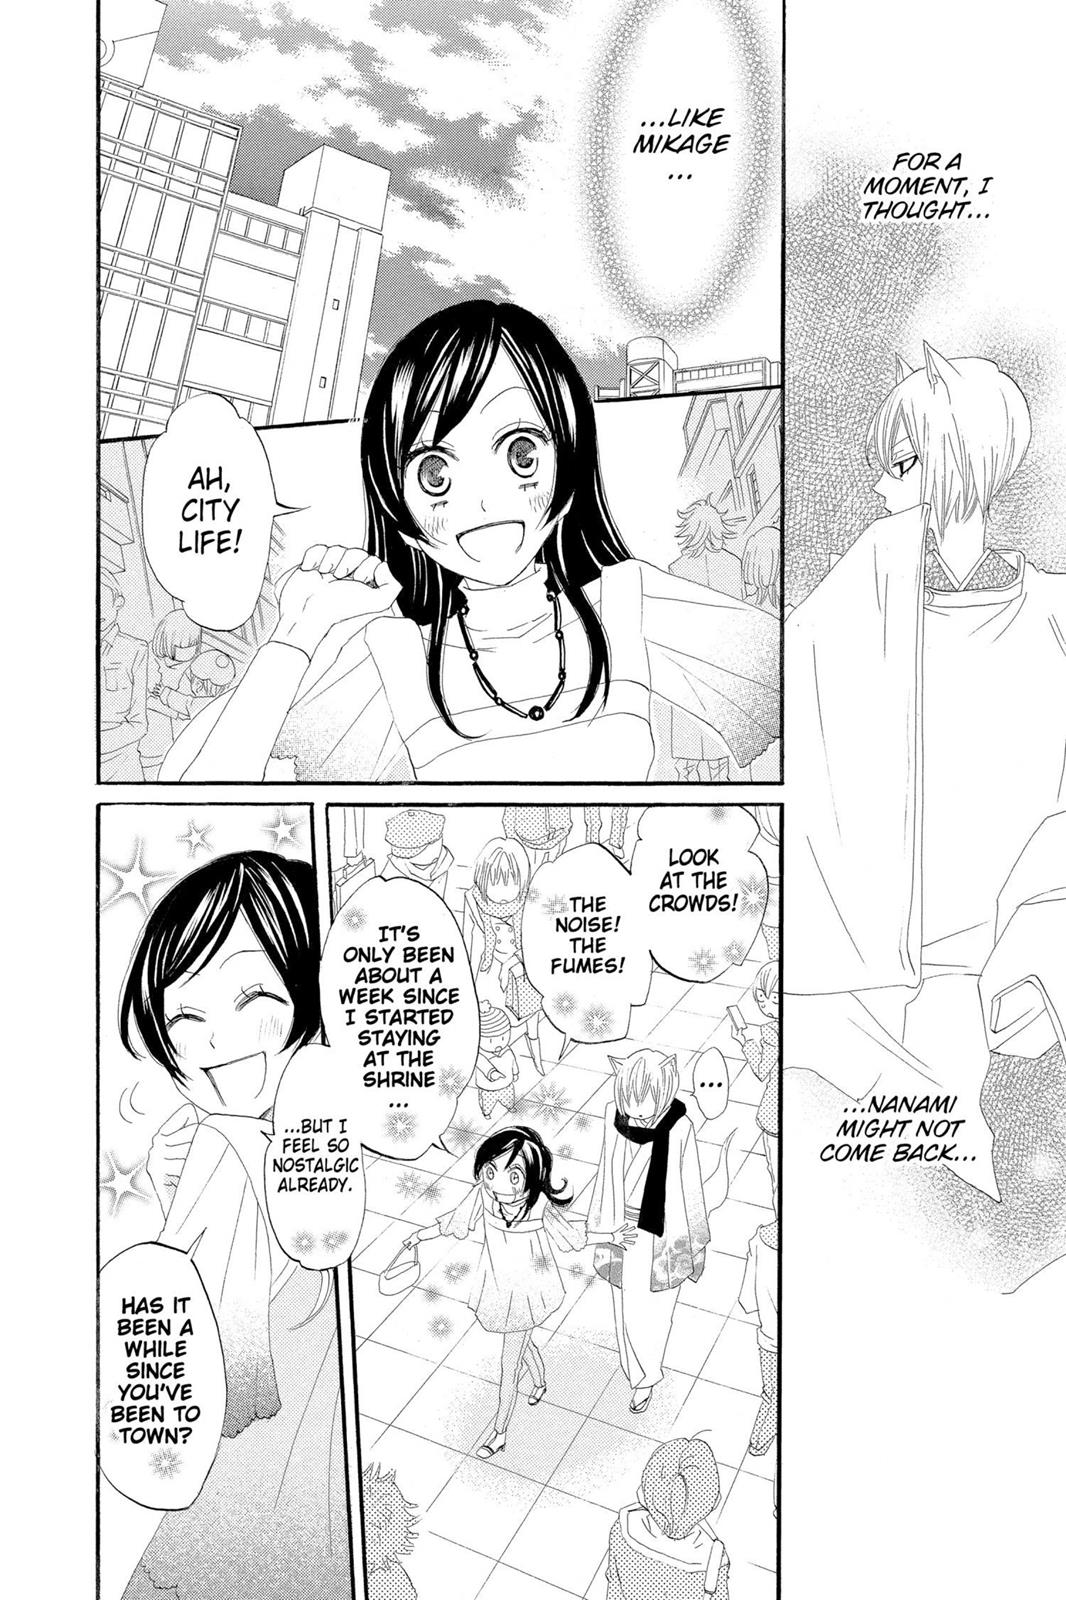 FOR A
MOMENT, I
THOUGHT...
...NANAMI
MIGHT NOT
COME BACK...
...LIKE
MIKAGE
...
AH,
CITY
LIFE!
LOOK
AT THE
CROWDS!
THE
NOISE!
THE
FUMES!
...
IT'S
ONLY BEEN
ABOUT A
WEEK SINCE
I STARTED
STAYING
AT THE
SHRINE
...
...BUT I
FEEL SO
NOSTALGIC
ALREADY.
HAS IT
BEEN A
WHILE
SINCE
YOU'VE
BEEN TO
TOWN?